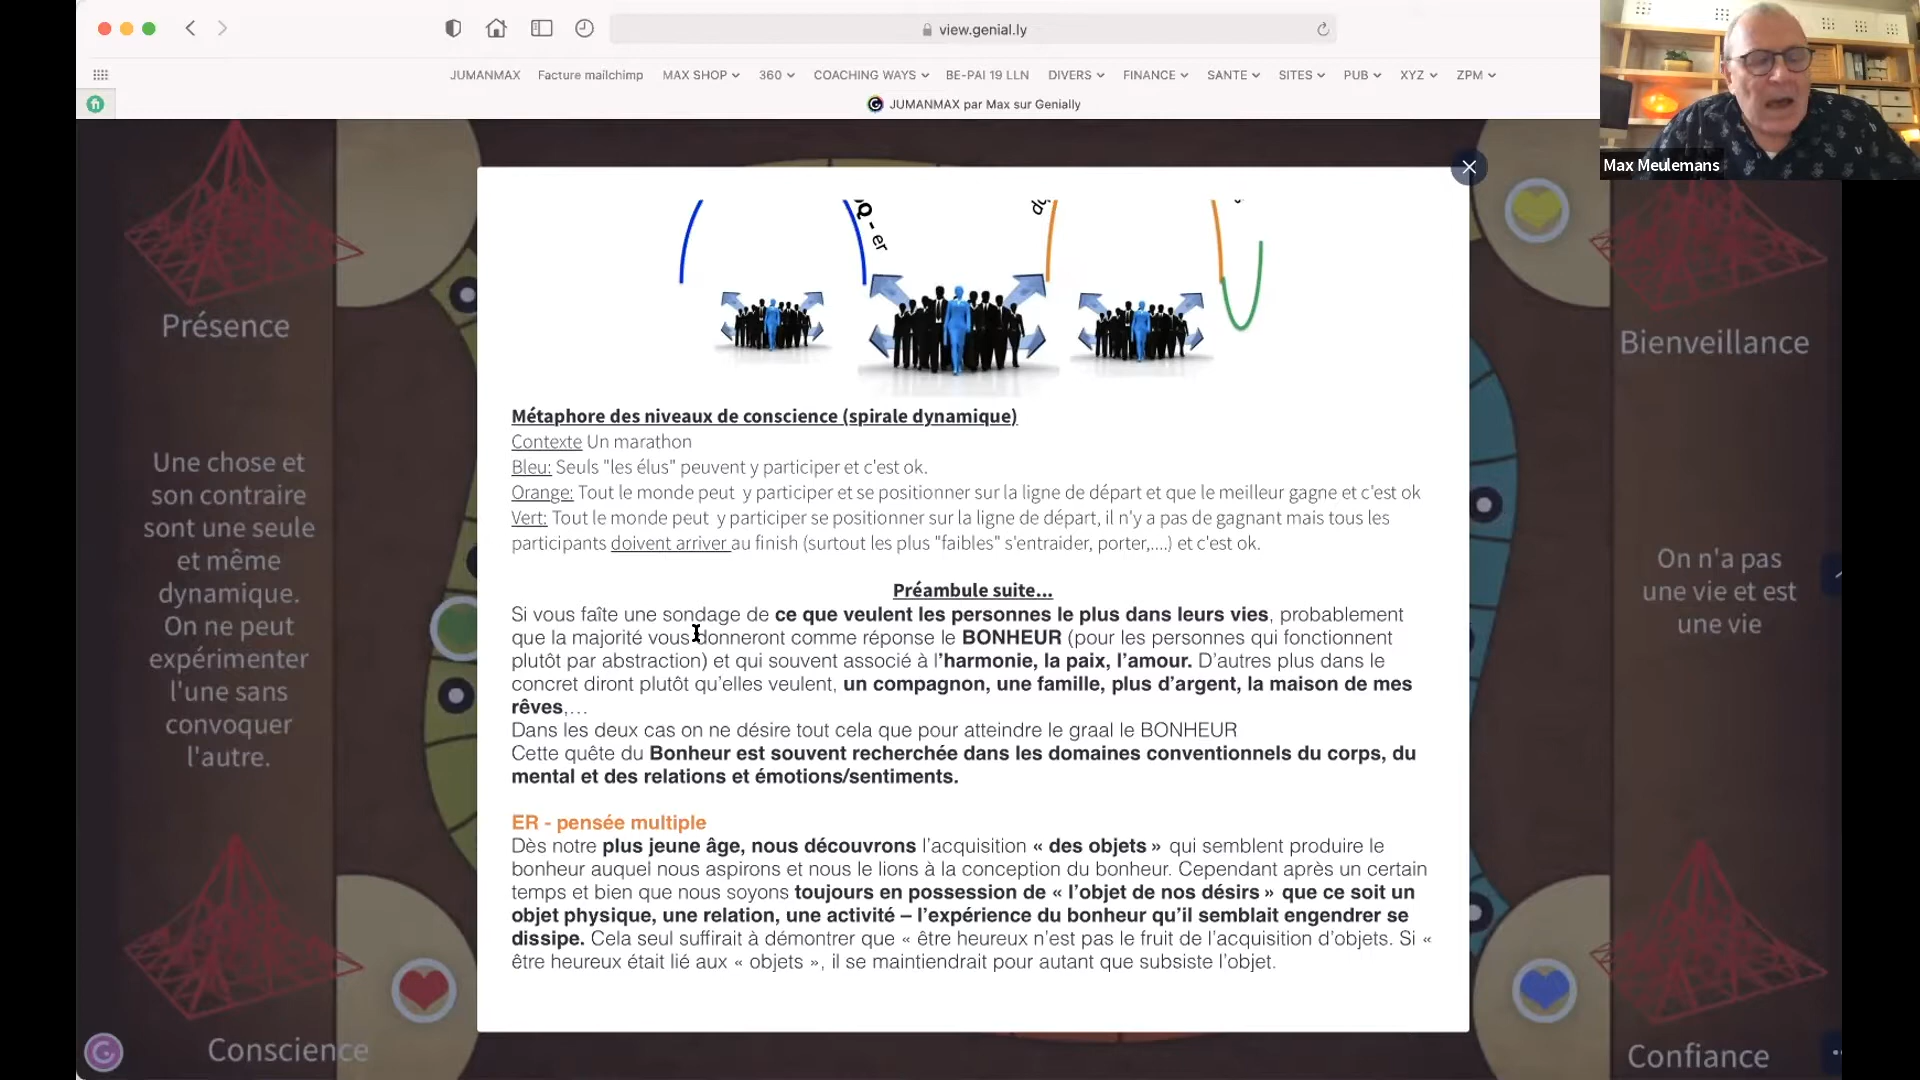 view.genial.ly
JUMANMAX Facture mailchimp MAX SHOP 360 COACHING WAYS BE-PAI 19 LLN DIVERS FINANCE SANTE SITES PUB XYZ ZPM
JUMANMAX par Max sur Genially
Max Meulemans
Présence
Une chose et
son contraire
sont une seule
et même
dynamique.
On ne peut
expérimenter
l'une sans
convoquer
l'autre.
Conscience
Q - er
Métaphore des niveaux de conscience (spirale dynamique)
Contexte Un marathon
Bleu: Seuls "les élus" peuvent y participer et c'est ok.
Orange: Tout le monde peut y participer et se positionner sur la ligne de départ et que le meilleur gagne et c'est ok
Vert: Tout le monde peut y participer se positionner sur la ligne de départ, il n'y a pas de gagnant mais tous les
participants doivent arriver au finish (surtout les plus "faibles" s'entraider, porter,....) et c'est ok.
Préambule suite...
Si vous faîte une sondage de ce que veulent les personnes le plus dans leurs vies, probablement
que la majorité vous donneront comme réponse le BONHEUR (pour les personnes qui fonctionnent
plutôt par abstraction) et qui souvent associé à l'harmonie, la paix, l'amour. D'autres plus dans le
concret diront plutôt qu'elles veulent, un compagnon, une famille, plus d'argent, la maison de mes
rêves,...
Dans les deux cas on ne désire tout cela que pour atteindre le graal le BONHEUR
Cette quête du Bonheur est souvent recherchée dans les domaines conventionnels du corps, du
mental et des relations et émotions/sentiments.
ER - pensée multiple
Dès notre plus jeune âge, nous découvrons l'acquisition « des objets » qui semblent produire le
bonheur auquel nous aspirons et nous le lions à la conception du bonheur. Cependant après un certain
temps et bien que nous soyons toujours en possession de « l'objet de nos désirs » que ce soit un
objet physique, une relation, une activité – l'expérience du bonheur qu'il semblait engendrer se
dissipe. Cela seul suffirait à démontrer que « être heureux n'est pas le fruit de l'acquisition d'objets. Si «
être heureux était lié aux « objets », il se maintiendrait pour autant que subsiste l'objet.
Bienveillance
On n'a pas
une vie et est
une vie
Confiance